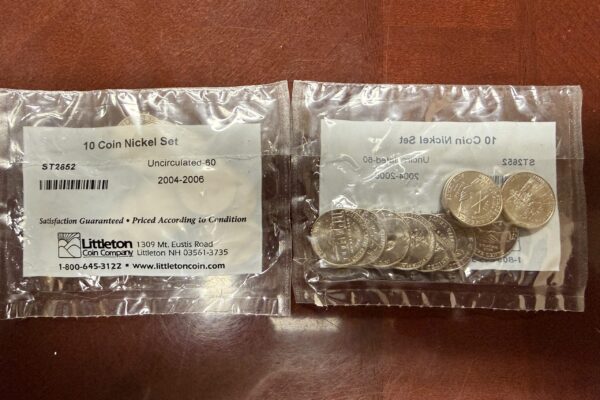 10 Coin Nickel Set
ST2652 Uncirculated-60
2004-2006
Satisfaction Guaranteed • Priced According to Condition
Littleton 1309 Mt. Eustis Road
Coin Company Littleton NH 03561-3735
1-800-645-3122 • www.littletoncoin.com
10 Coin Nickel Set
ST2652 Uncirculated-60
2004-2006